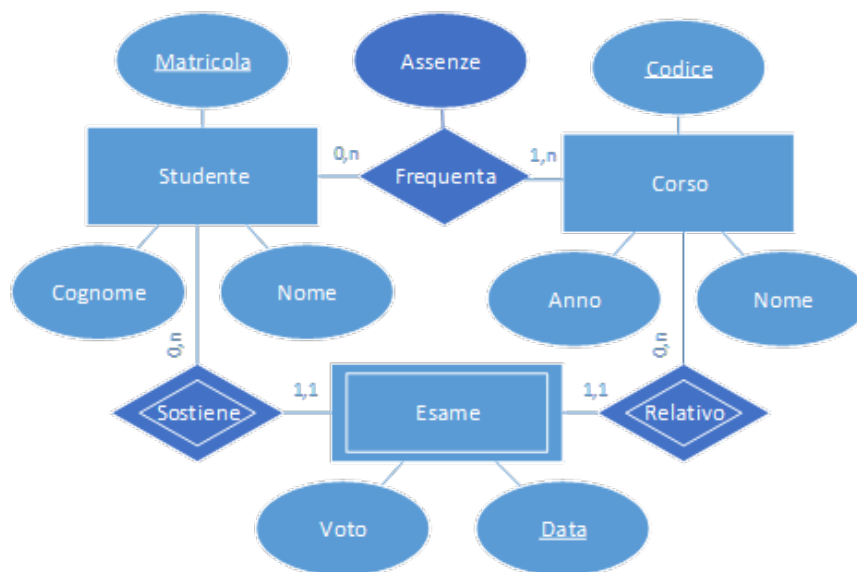 Matricola
Assenze
Codice
Studente
0,n
Frequenta
1,n
Corso
Cognome
Nome
Anno
Nome
0,n
0,n
Sostiene
1,1
Esame
1,1
Relativo
Voto
Data